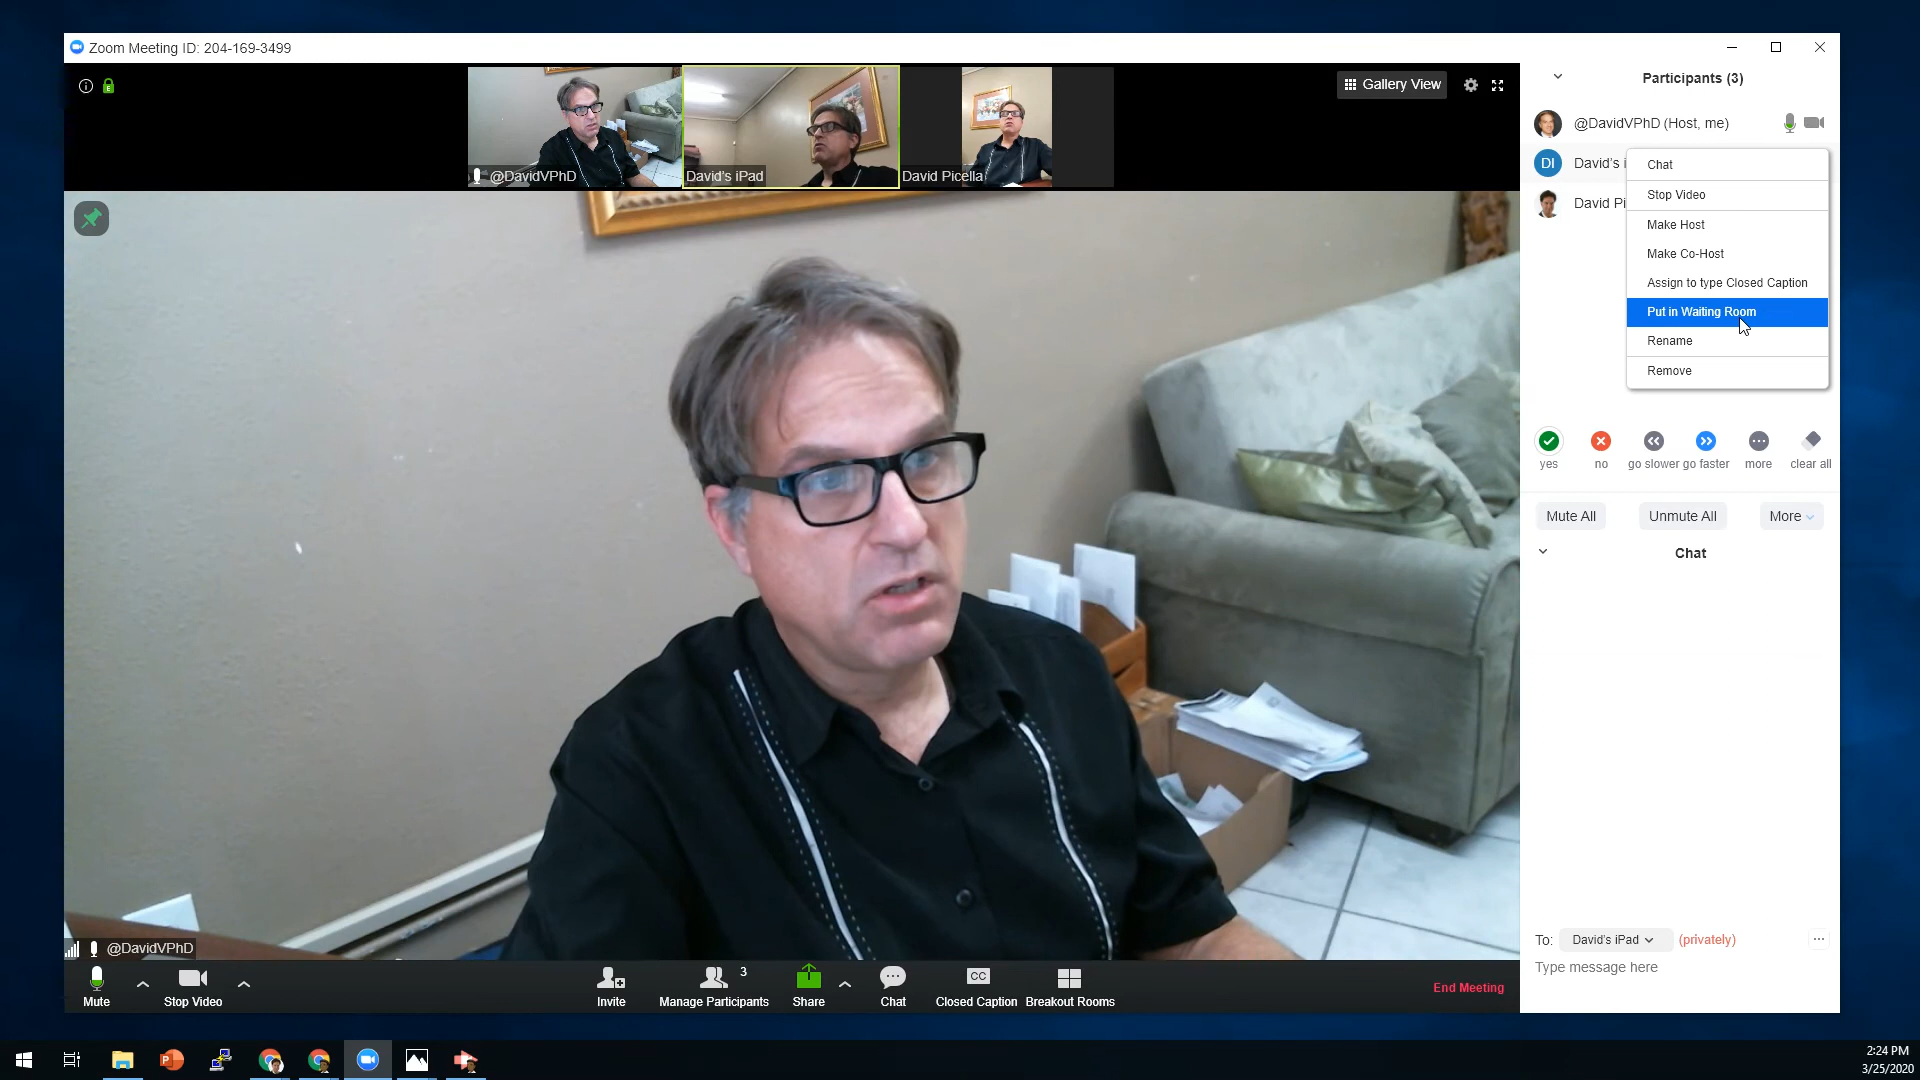 Zoom Meeting ID: 204-169-3499
Gallery View
@DavidVPhD
David's iPad
David Picella
Participants (3)
@DavidVPhD (Host, me)
DI
David's i
David Pi
Chat
Stop Video
Make Host
Make Co-Host
Assign to type Closed Caption
Put in Waiting Room
Rename
Remove
yes
no
go slower
go faster
more
clear all
Mute All
Unmute All
More
Chat
To: David's iPad (privately)
Type message here
@DavidVPhD
Mute
Stop Video
Invite
Manage Participants
3
Share
Chat
CC
Closed Caption
Breakout Rooms
End Meeting
2:24 PM
3/25/2020